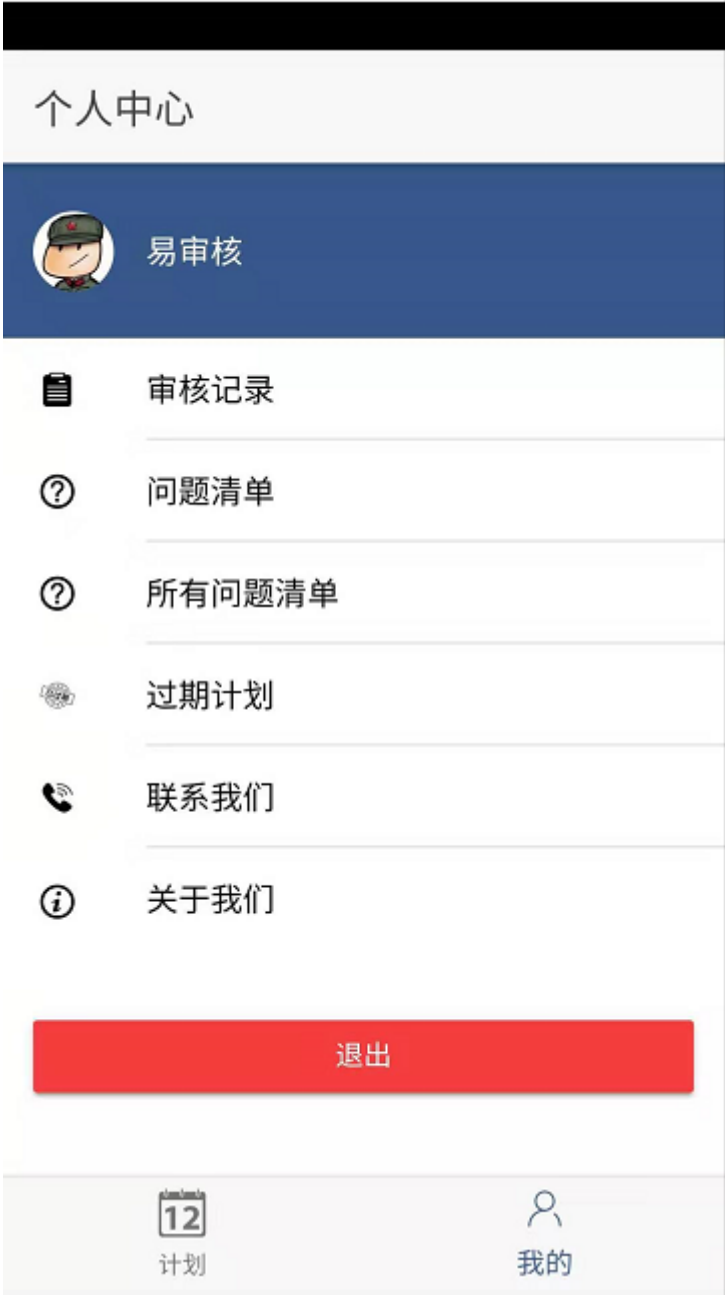 个人中心
易审核
审核记录
问题清单
所有问题清单
过期计划
联系我们
关于我们
退出
12
计划
我的